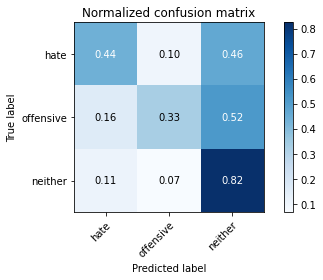 Normalized confusion matrix
True label
hate
0.44 0.10 0.46
offensive
0.16 0.33 0.52
neither
0.11 0.07 0.82
hate offensive neither
Predicted label
0.8
0.7
0.6
0.5
0.4
0.3
0.2
0.1